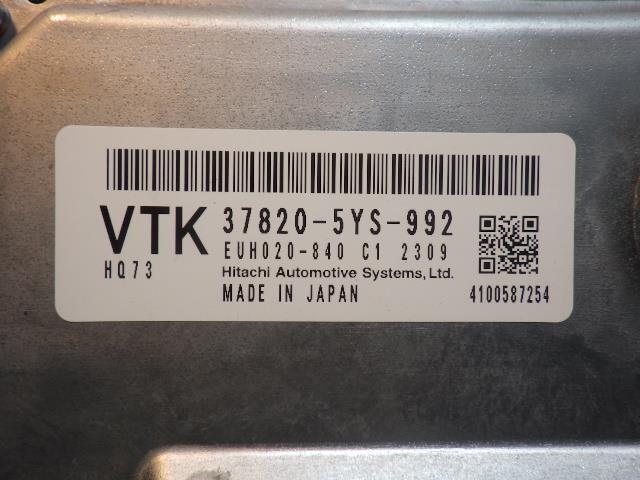 VTK 37820-5YS-992
HQ73 EUH020-840 C1 2309
Hitachi Automotive Systems, Ltd.
MADE IN JAPAN 4100587254